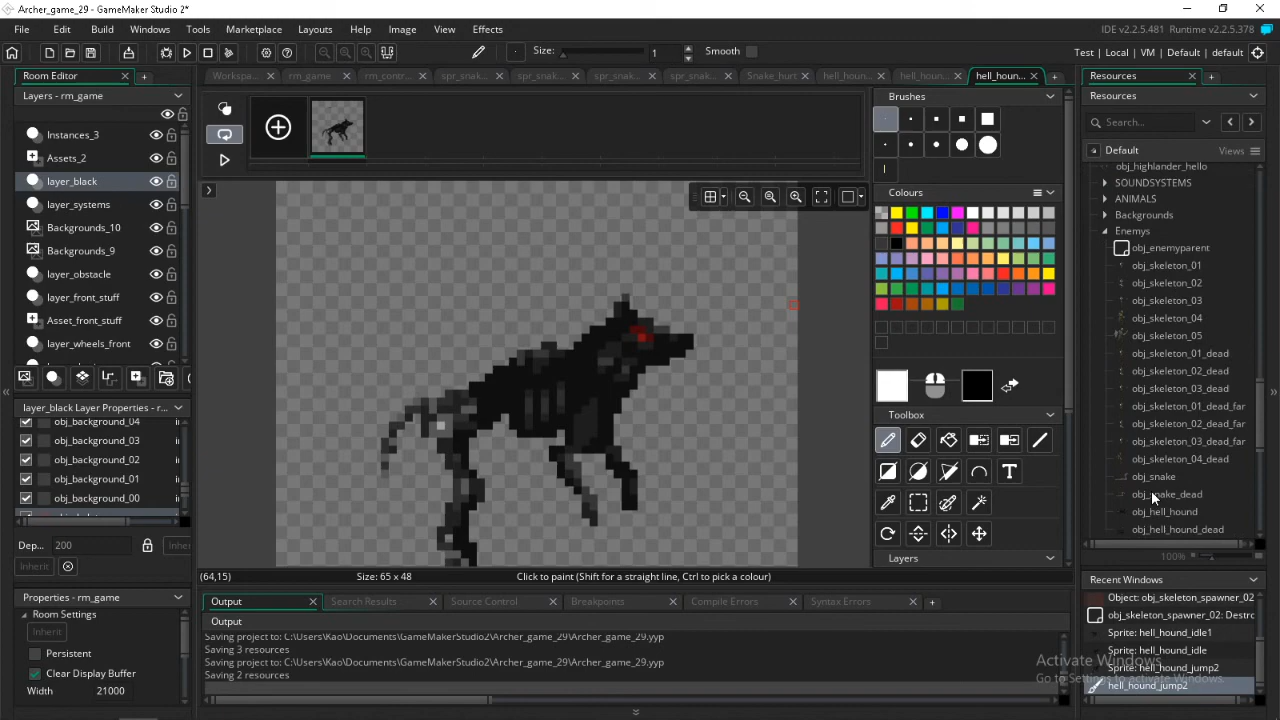 Archer_game_29 - GameMaker Studio 2*
File Edit Build Windows Tools Marketplace Layouts Help Image View Effects
IDE v2.2.5.481 Runtime v2.2.5.378
Size: 1 Smooth
Test | Local | VM | Default | default
Room Editor
Layers - rm_game
Instances_3
Assets_2
layer_black
layer_systems
Backgrounds_10
Backgrounds_9
layer_obstacle
layer_front_stuff
Asset_front_stuff
layer_wheels_front
layer_black Layer Properties - r...
obj_background_04
obj_background_03
obj_background_02
obj_background_01
obj_background_00
Dep... 200
Inherit
Properties - rm_game
Room Settings
Inherit
Persistent
Clear Display Buffer
Width 21000
Workspa... rm_game rm_contr... spr_snak... spr_snak... spr_snak... spr_snak... Snake_hurt hell_houn... hell_houn... hell_houn...
(64,15) Size: 65 x 48 Click to paint (Shift for a straight line, Ctrl to pick a colour)
Output Search Results Source Control Breakpoints Compile Errors Syntax Errors
Output
Saving project to: C:\Users\Kao\Documents\GameMakerStudio2\Archer_game_29\Archer_game_29.yyp
Saving 3 resources
Saving project to: C:\Users\Kao\Documents\GameMakerStudio2\Archer_game_29\Archer_game_29.yyp
Saving 2 resources
Brushes
Colours
Toolbox
Layers
Resources
Resources
Search...
Default Views
obj_highlander_hello
SOUNDSYSTEMS
ANIMALS
Backgrounds
Enemys
obj_enemyparent
obj_skeleton_01
obj_skeleton_02
obj_skeleton_03
obj_skeleton_04
obj_skeleton_05
obj_skeleton_01_dead
obj_skeleton_02_dead
obj_skeleton_03_dead
obj_skeleton_01_dead_far
obj_skeleton_02_dead_far
obj_skeleton_03_dead_far
obj_skeleton_04_dead
obj_snake
obj_snake_dead
obj_hell_hound
obj_hell_hound_dead
100%
Recent Windows
Object: obj_skeleton_spawner_02
obj_skeleton_spawner_02: Destro
Sprite: hell_hound_idle1
Sprite: hell_hound_idle
Sprite: hell_hound_jump2
hell_hound_jump2
Activate Windows
Go to Settings to activate Windows.